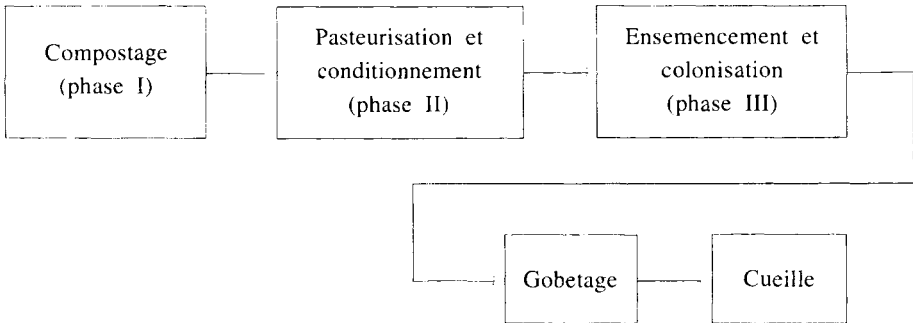 Compostage
(phase I)
Pasteurisation et
conditionnement
(phase II)
Ensemencement et
colonisation
(phase III)
Gobetage
Cueille